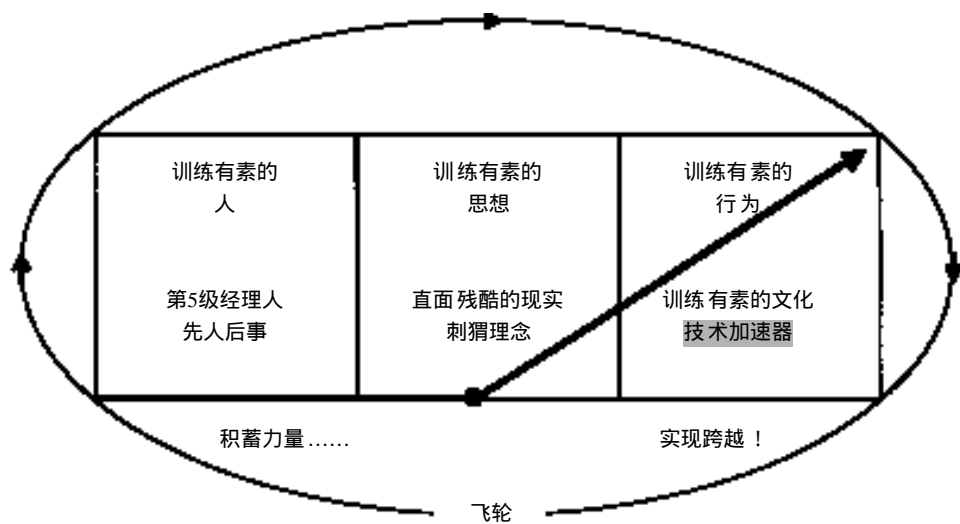 训练有素的
人
训练有素的
思想
训练有素的
行为
第5级经理人
先人后事
直面残酷的现实
刺猬理念
训练有素的文化
技术加速器
积蓄力量……
实现跨越！
飞轮